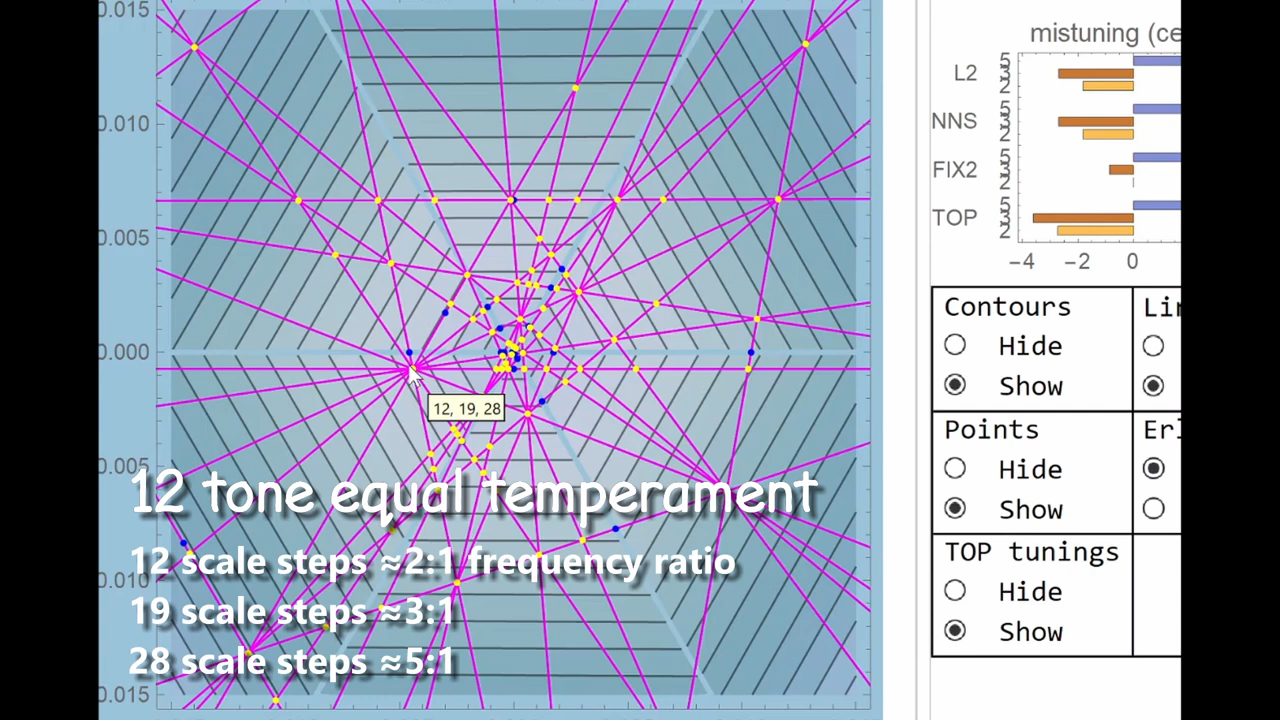 0.015
0.010
0.005
0.000
0.005
0.010
0.015
12, 19, 28
12 tone equal temperament
12 scale steps ≈2:1 frequency ratio
19 scale steps ≈3:1
28 scale steps ≈5:1
mistuning (ce
L2
5
3
2
NNS
5
3
2
FIX2
5
3
2
TOP
5
3
2
−4 −2 0
Contours
Hide
Show
Points
Hide
Show
TOP tunings
Hide
Show